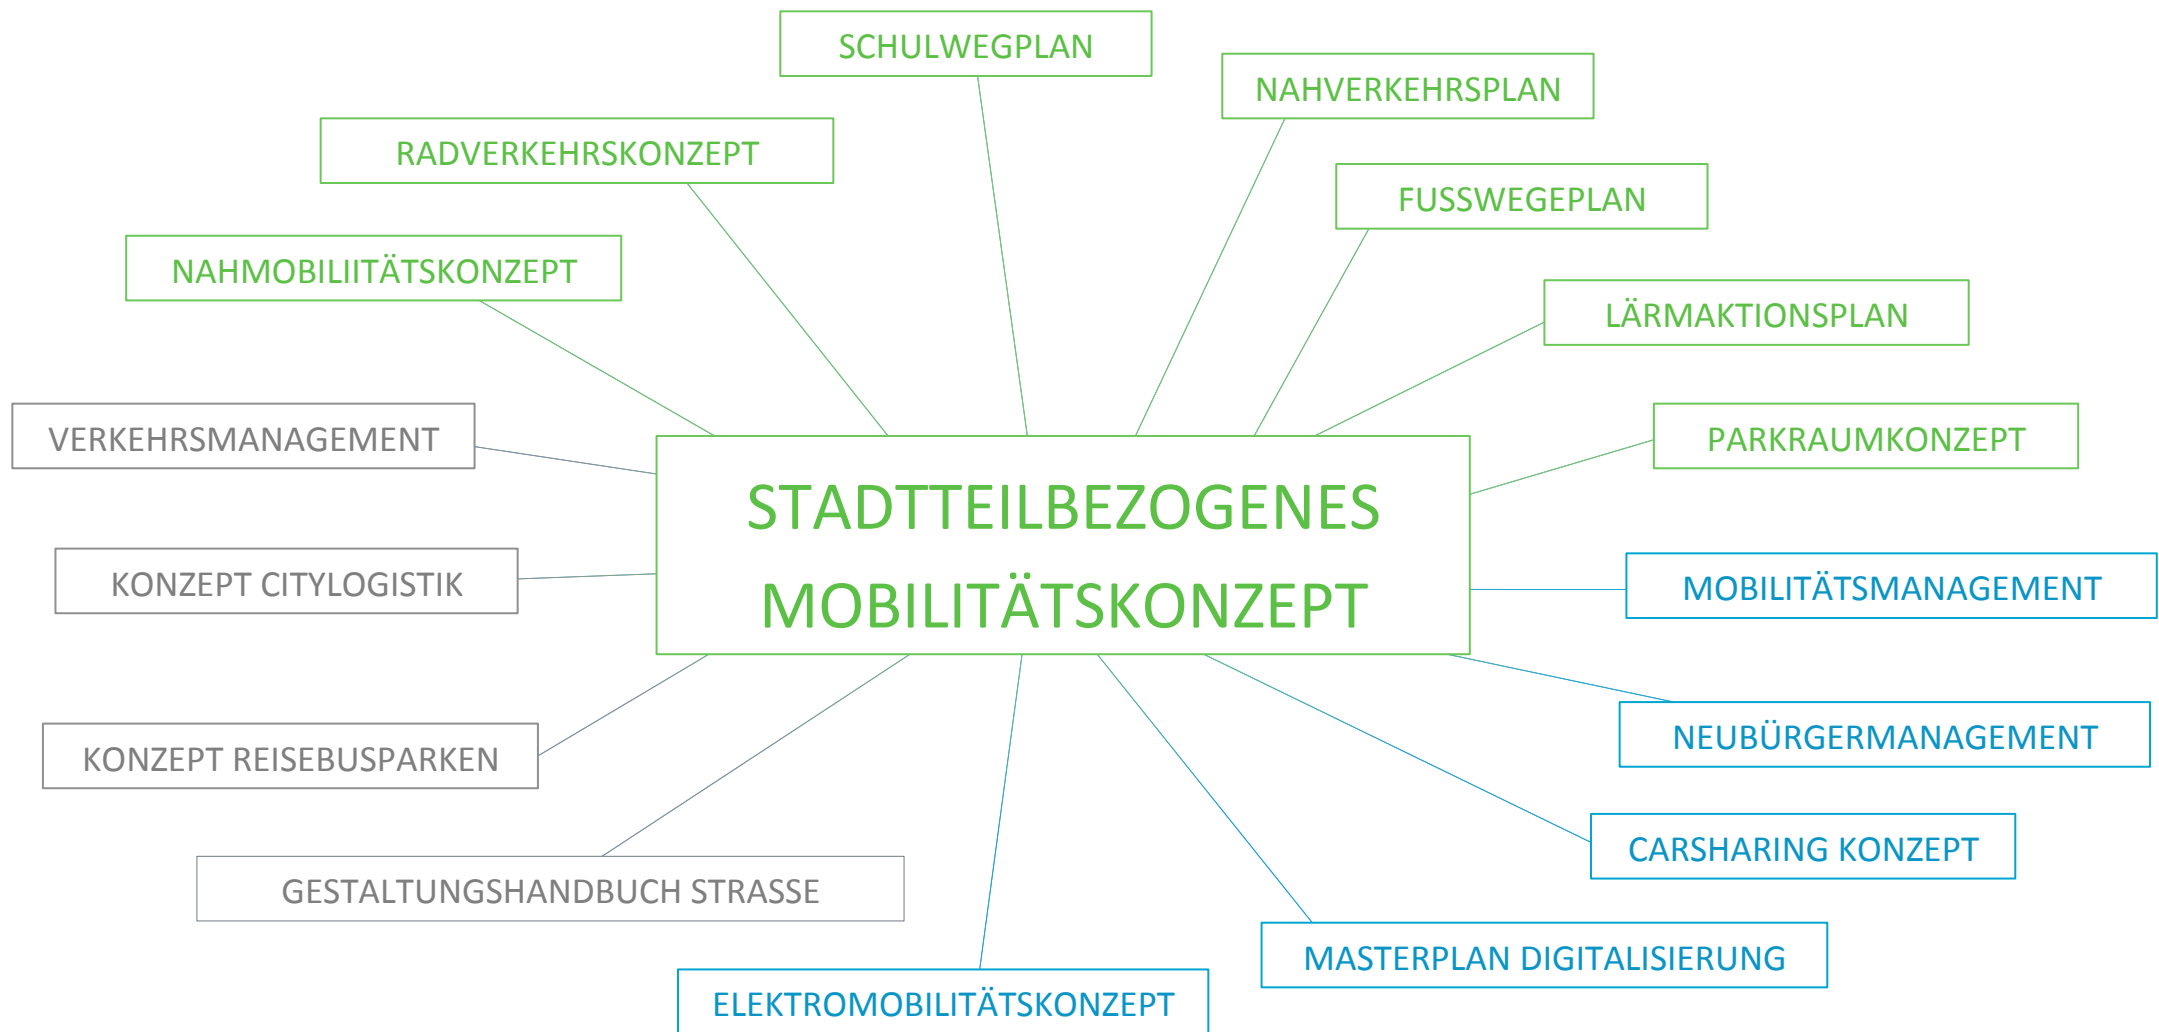 SCHULWEGPLAN
NAHVERKEHRSPLAN
RADVERKEHRSKONZEPT
FUSSWEGEPLAN
NAHMOBILIITÄTSKONZEPT
LÄRMAKTIONSPLAN
VERKEHRSMANAGEMENT
PARKRAUMKONZEPT
STADTTEILBEZOGENES
MOBILITÄTSKONZEPT
KONZEPT CITYLOGISTIK
MOBILITÄTSMANAGEMENT
KONZEPT REISEBUSPARKEN
NEUBÜRGERMANAGEMENT
CARSHARING KONZEPT
GESTALTUNGSHANDBUCH STRASSE
MASTERPLAN DIGITALISIERUNG
ELEKTROMOBILITÄTSKONZEPT